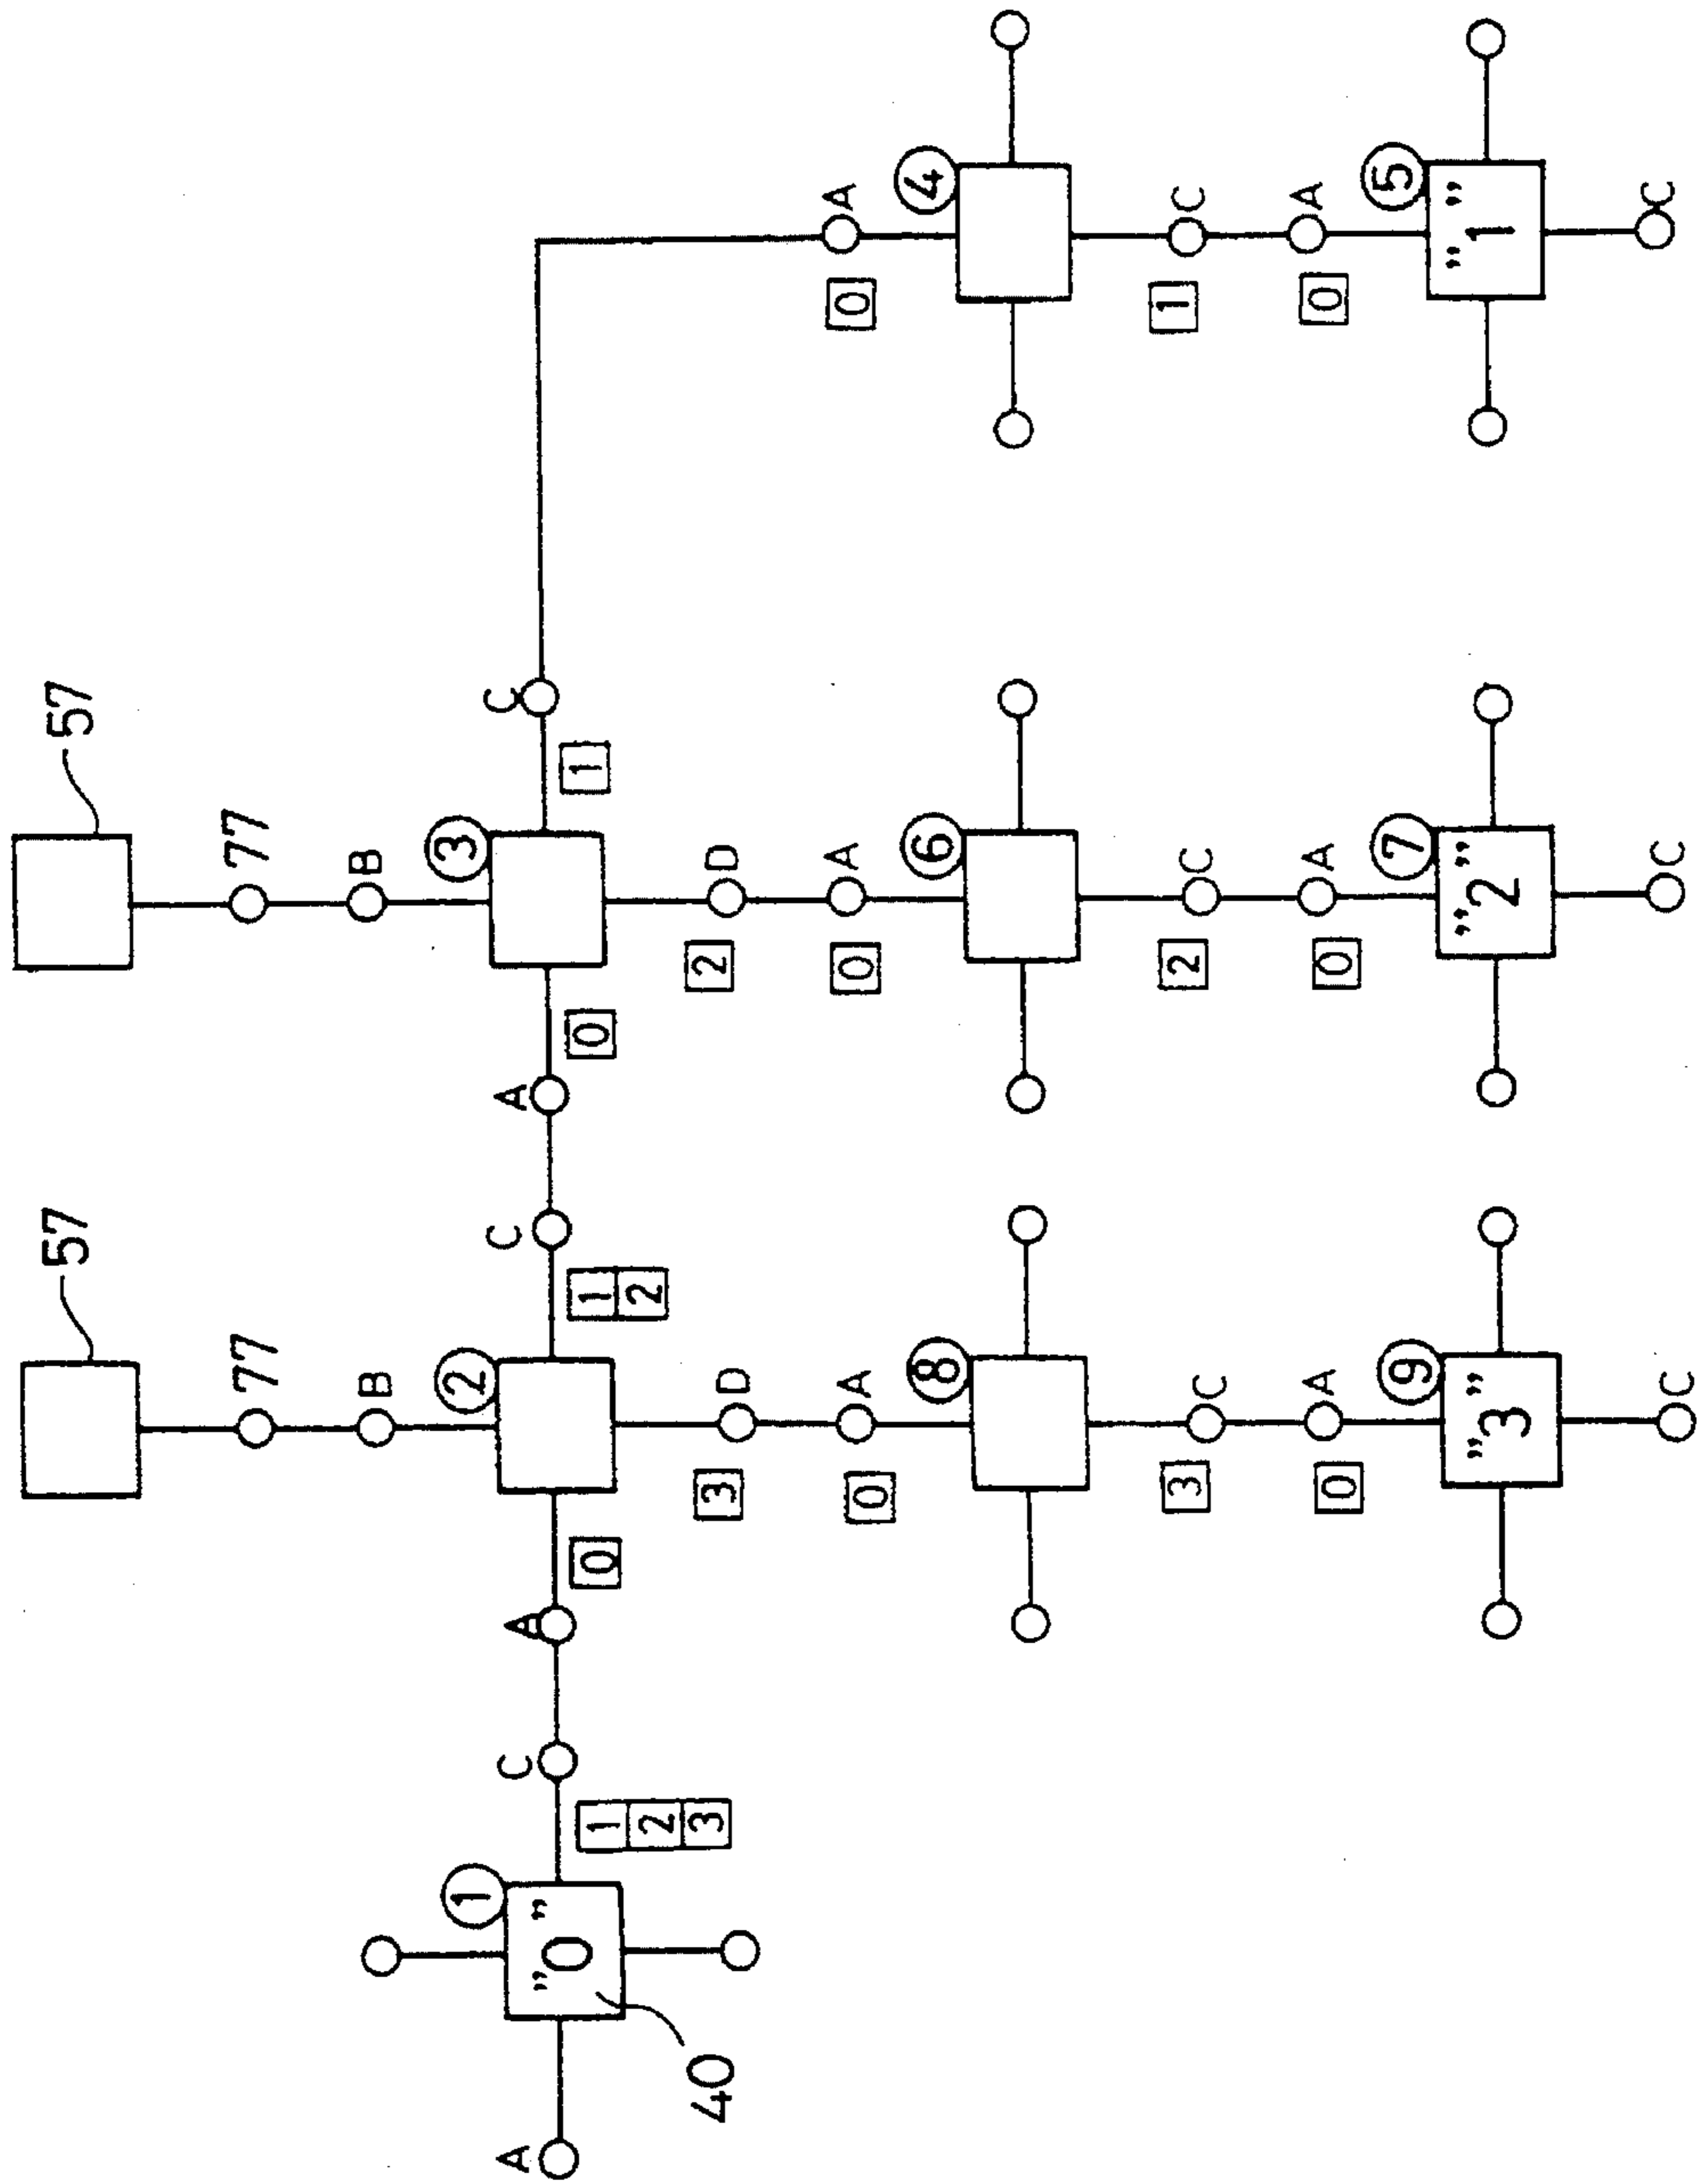 57 57
77 77
B B
① ② ③
A C A C A C
"0"
1 0 1 0 1
2 2
3
40 3 D 2 D
0 A 0 A 0 A
⑧ ⑥ ④
3 C 2 C 1 C
0 A 0 A 0 A
⑨ ⑦ ⑤
"3" "2" "1"
C C C